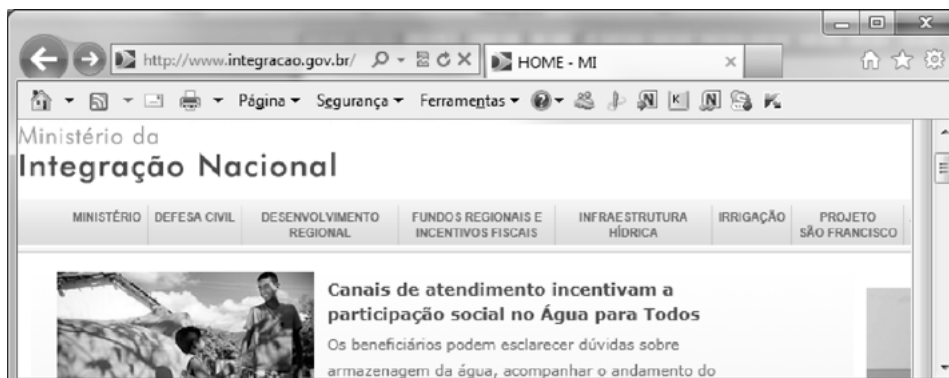 http://www.integracao.gov.br/
HOME - MI
Página Segurança Ferramentas
Ministério da
Integração Nacional
MINISTÉRIO DEFESA CIVIL DESENVOLVIMENTO REGIONAL FUNDOS REGIONAIS E INCENTIVOS FISCAIS INFRAESTRUTURA HÍDRICA IRRIGAÇÃO PROJETO SÃO FRANCISCO
Canais de atendimento incentivam a
participação social no Água para Todos
Os beneficiários podem esclarecer dúvidas sobre
armazenagem da água, acompanhar o andamento do